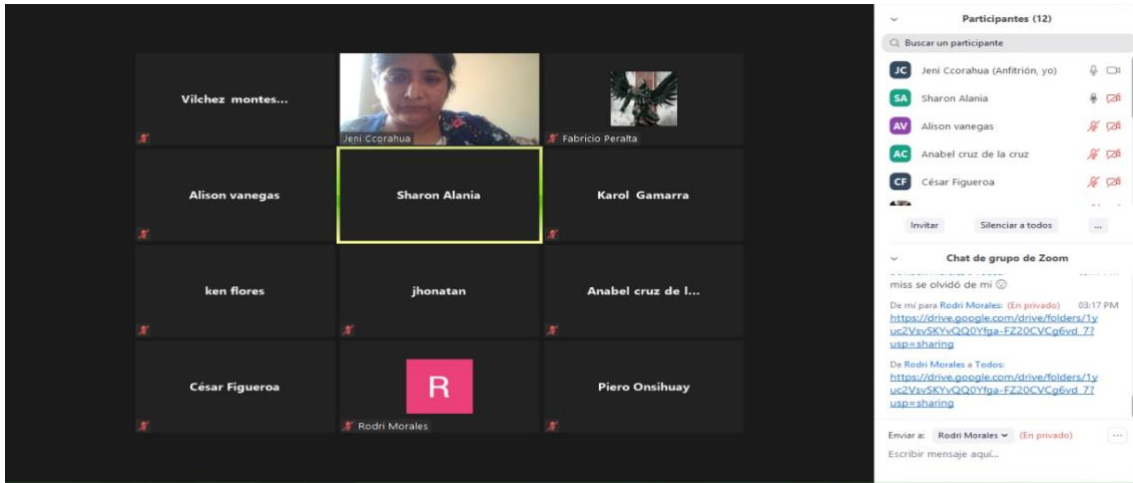 Vilchez montes...
Jeni Ccorahua
Fabricio Peralta
Alison vanegas
Sharon Alania
Karol Gamarra
ken flores
jhonatan
Anabel cruz de l...
César Figueroa
R
Rodri Morales
Piero Onsihuay
Participantes (12)
Buscar un participante
JC Jeni Ccorahua (Anfitrión, yo)
SA Sharon Alania
AV Alison vanegas
AC Anabel cruz de la cruz
CF César Figueroa
Invitar Silenciar a todos ...
Chat de grupo de Zoom
miss se olvidó de mi ☹
De mí para Rodri Morales: (En privado) 03:17 PM
https://drive.google.com/drive/folders/1y
uc2VsvSKYvQQ0Yfga-FZ20CVCg6vd_7?
usp=sharing
De Rodri Morales a Todos:
https://drive.google.com/drive/folders/1y
uc2VsvSKYvQQ0Yfga-FZ20CVCg6vd_7?
usp=sharing
Enviar a: Rodri Morales (En privado) ...
Escribir mensaje aquí...